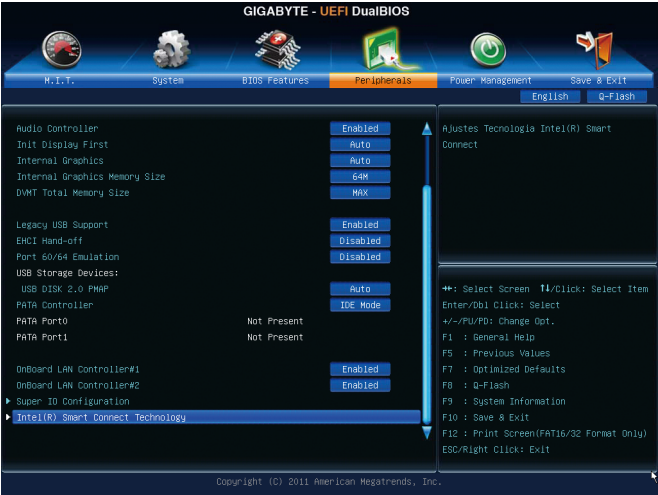 GIGABYTE - UEFI DualBIOS
M.I.T. System BIOS Features Peripherals Power Management Save & Exit
English Q-Flash
Audio Controller Enabled
Init Display First Auto
Internal Graphics Auto
Internal Graphics Memory Size 64M
DVMT Total Memory Size MAX
Legacy USB Support Enabled
EHCI Hand-off Disabled
Port 60/64 Emulation Disabled
USB Storage Devices:
USB DISK 2.0 PMAP Auto
PATA Controller IDE Mode
PATA Port0 Not Present
PATA Port1 Not Present
OnBoard LAN Controller#1 Enabled
OnBoard LAN Controller#2 Enabled
Super IO Configuration
Intel(R) Smart Connect Technology
Ajustes Tecnologia Intel(R) Smart
Connect
→←: Select Screen ↑↓/Click: Select Item
Enter/Dbl Click: Select
+/-/PU/PD: Change Opt.
F1 : General Help
F5 : Previous Values
F7 : Optimized Defaults
F8 : Q-Flash
F9 : System Information
F10 : Save & Exit
F12 : Print Screen(FAT16/32 Format Only)
ESC/Right Click: Exit
Copyright (C) 2011 American Megatrends, Inc.